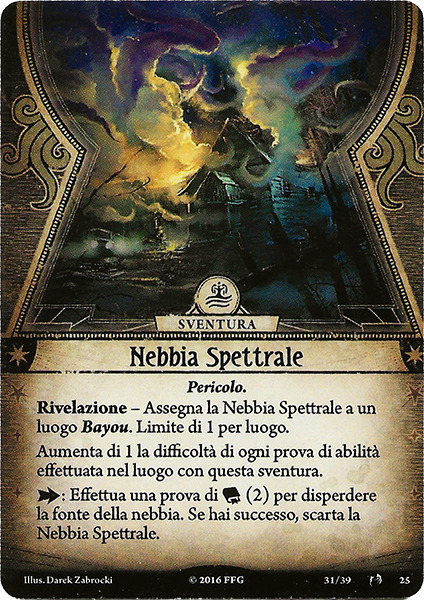 SVENTURA
Nebbia Spettrale
Pericolo.
Rivelazione – Assegna la Nebbia Spettrale a un
luogo Bayou. Limite di 1 per luogo.
Aumenta di 1 la difficoltà di ogni prova di abilità
effettuata nel luogo con questa sventura.
: Effettua una prova di (2) per disperdere
la fonte della nebbia. Se hai successo, scarta la
Nebbia Spettrale.
Illus. Darek Zabrocki © 2016 FFG 31/39 25